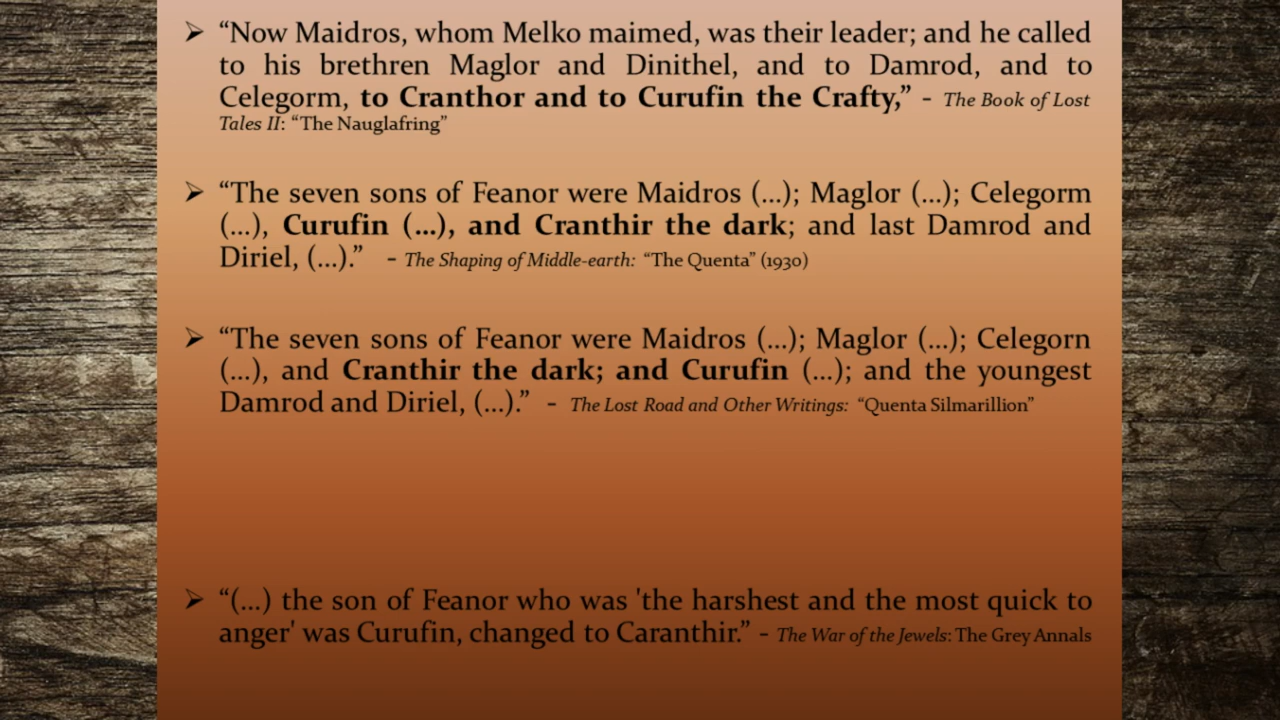 ➢ “Now Maidros, whom Melko maimed, was their leader; and he called
to his brethren Maglor and Dinithel, and to Damrod, and to
Celegorm, to Cranthor and to Curufin the Crafty,” - The Book of Lost
Tales II: “The Nauglafring”
➢ “The seven sons of Feanor were Maidros (...); Maglor (...); Celegorm
(...), Curufin (...), and Cranthir the dark; and last Damrod and
Diriel, (...).” - The Shaping of Middle-earth: “The Quenta” (1930)
➢ “The seven sons of Feanor were Maidros (...); Maglor (...); Celegorn
(...), and Cranthir the dark; and Curufin (...); and the youngest
Damrod and Diriel, (...).” - The Lost Road and Other Writings: “Quenta Silmarillion”
➢ “(...) the son of Feanor who was 'the harshest and the most quick to
anger' was Curufin, changed to Caranthir.” - The War of the Jewels: The Grey Annals